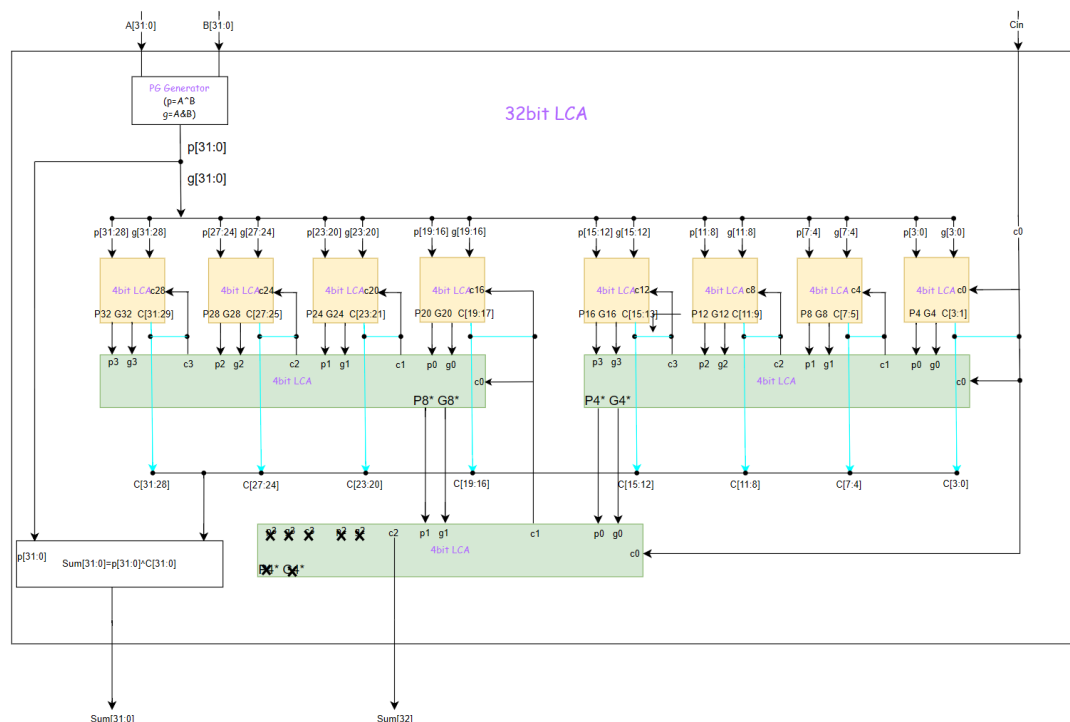 A[31:0] B[31:0] Cin
PG Generator
(p=A^B
g=A&B)
32bit LCA
p[31:0]
g[31:0]
p[31:28] g[31:28] p[27:24] g[27:24] p[23:20] g[23:20] p[19:16] g[19:16] p[15:12] g[15:12] p[11:8] g[11:8] p[7:4] g[7:4] p[3:0] g[3:0] c0
4bit LCA c28 4bit LCA c24 4bit LCA c20 4bit LCA c16 4bit LCA c12 4bit LCA c8 4bit LCA c4 4bit LCA c0
P32 G32 C[31:29] P28 G28 C[27:25] P24 G24 C[23:21] P20 G20 C[19:17] P16 G16 C[15:13] P12 G12 C[11:9] P8 G8 C[7:5] P4 G4 C[3:1]
p3 g3 c3 p2 g2 c2 p1 g1 c1 p0 g0 p3 g3 c3 p2 g2 c2 p1 g1 c1 p0 g0
4bit LCA c0 4bit LCA c0
P8* G8* P4* G4*
C[31:28] C[27:24] C[23:20] C[19:16] C[15:12] C[11:8] C[7:4] C[3:0]
p3 g3 c3 p2 g2 c2 p1 g1 c1 p0 g0
4bit LCA c0
P4* G4*
p[31:0]
Sum[31:0]=p[31:0]^C[31:0]
Sum[31:0] Sum[32]